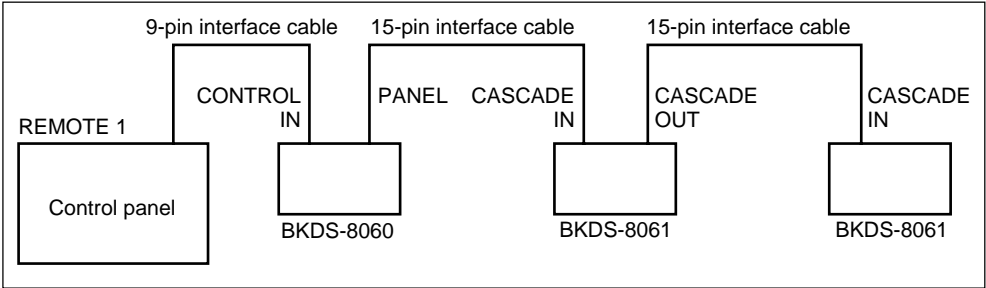 9-pin interface cable
15-pin interface cable
15-pin interface cable
CONTROL
IN
PANEL
CASCADE
IN
CASCADE
OUT
CASCADE
IN
REMOTE 1
Control panel
BKDS-8060
BKDS-8061
BKDS-8061